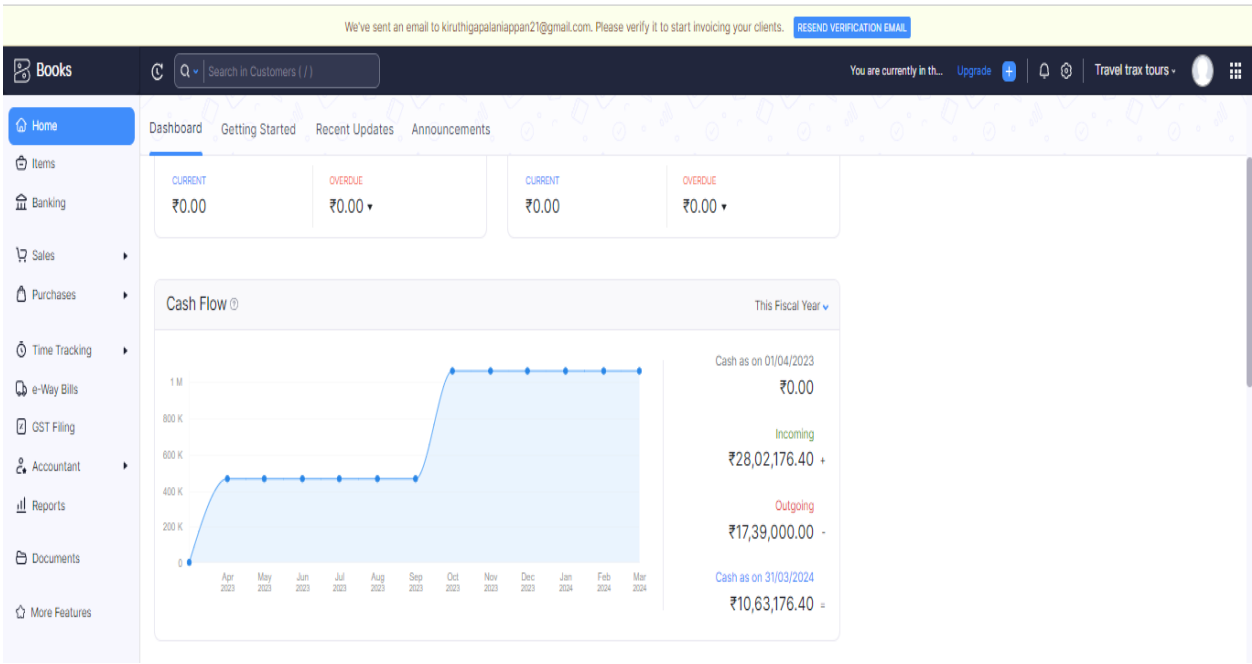 We've sent an email to kiruthigapalaniappan21@gmail.com. Please verify it to start invoicing your clients. RESEND VERIFICATION EMAIL
Books
Search in Customers ( / )
You are currently in th... Upgrade
Travel trax tours
Home
Items
Banking
Sales
Purchases
Time Tracking
e-Way Bills
GST Filing
Accountant
Reports
Documents
More Features
Dashboard Getting Started Recent Updates Announcements
CURRENT OVERDUE CURRENT OVERDUE
₹0.00 ₹0.00 ₹0.00 ₹0.00
Cash Flow This Fiscal Year
1 M
800 K
600 K
400 K
200 K
0
Apr May Jun Jul Aug Sep Oct Nov Dec Jan Feb Mar
2023 2023 2023 2023 2023 2023 2023 2023 2023 2024 2024 2024
Cash as on 01/04/2023
₹0.00
Incoming
₹28,02,176.40 +
Outgoing
₹17,39,000.00 -
Cash as on 31/03/2024
₹10,63,176.40 =